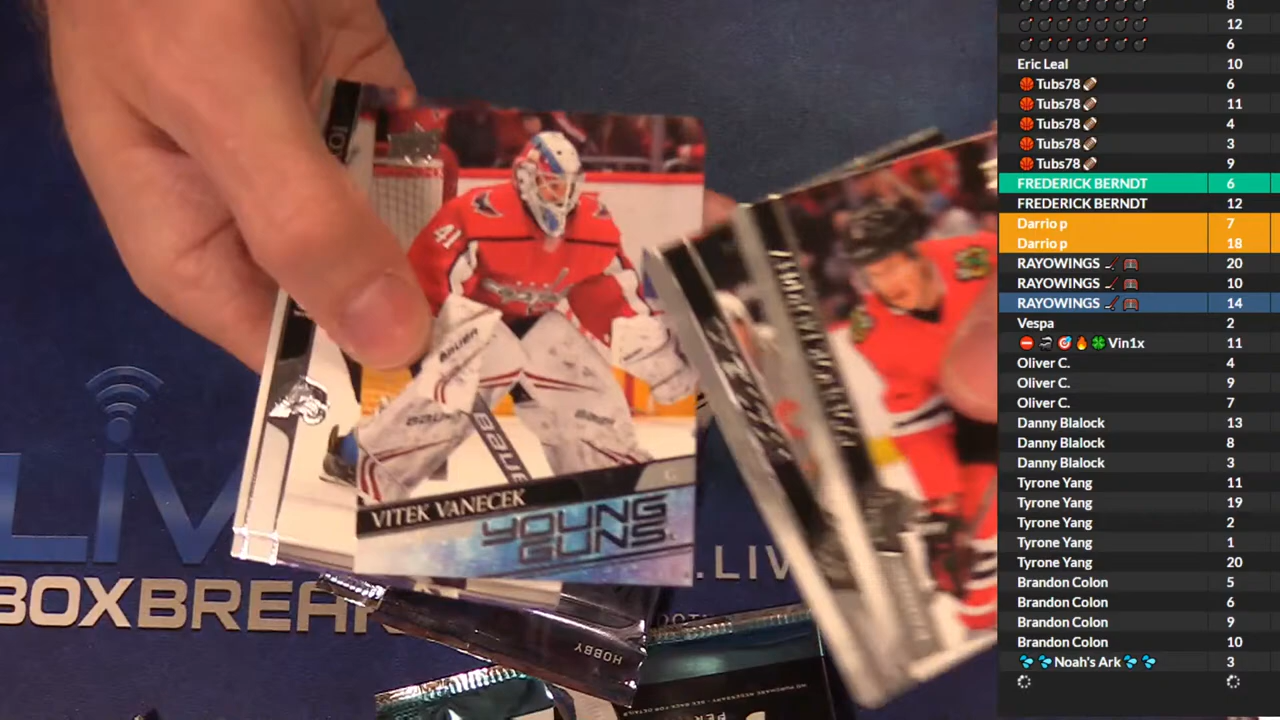 8
12
6
Eric Leal 10
Tubs78 6
Tubs78 11
Tubs78 4
Tubs78 3
Tubs78 9
FREDERICK BERNDT 6
FREDERICK BERNDT 12
Darrio p 7
Darrio p 18
RAYOWINGS 20
RAYOWINGS 10
RAYOWINGS 14
Vespa 2
Vin1x 11
Oliver C. 4
Oliver C. 9
Oliver C. 7
Danny Blalock 13
Danny Blalock 8
Danny Blalock 3
Tyrone Yang 11
Tyrone Yang 19
Tyrone Yang 2
Tyrone Yang 1
Tyrone Yang 20
Brandon Colon 5
Brandon Colon 6
Brandon Colon 9
Brandon Colon 10
Noah's Ark 3
41
BAUER
VITEK VANECEK
G
YOUNG
GUNS
LIV
BOXBREA
.LIV
HOBBY